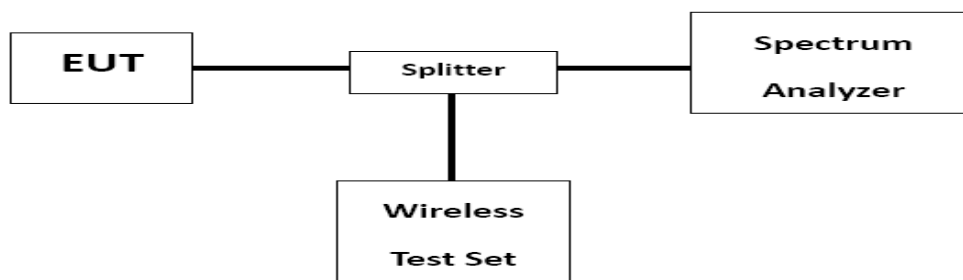 EUT
Splitter
Spectrum
Analyzer
Wireless
Test Set